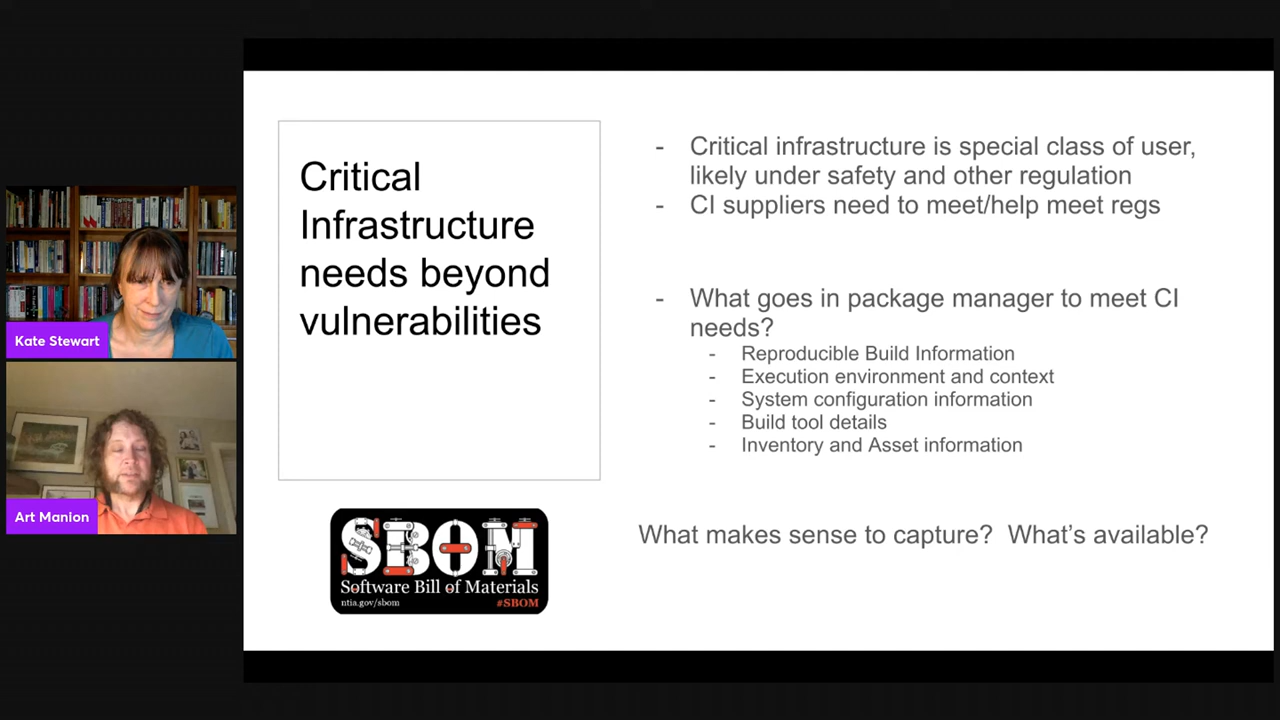 Critical
Infrastructure
needs beyond
vulnerabilities
- Critical infrastructure is special class of user,
likely under safety and other regulation
- CI suppliers need to meet/help meet regs
- What goes in package manager to meet CI
needs?
- Reproducible Build Information
- Execution environment and context
- System configuration information
- Build tool details
- Inventory and Asset information
What makes sense to capture? What's available?
SBOM
Software Bill of Materials
ntia.gov/sbom #SBOM
Kate Stewart
Art Manion